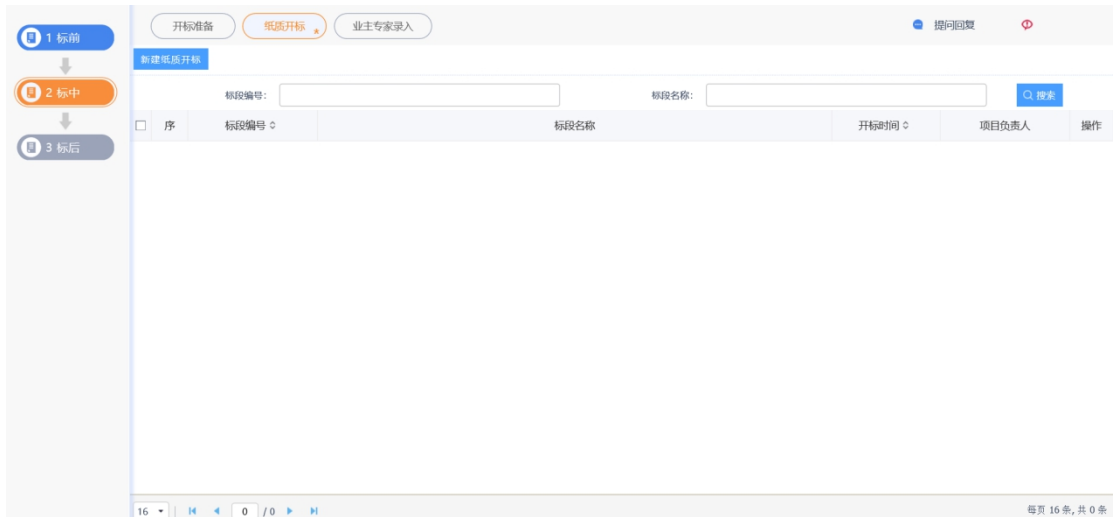 1 标前
2 标中
3 标后
开标准备 纸质开标 * 业主专家录入 提问回复
新建纸质开标
标段编号: 标段名称: 搜索
序 标段编号 标段名称 开标时间 项目负责人 操作
16 0 / 0 每页 16 条, 共 0 条